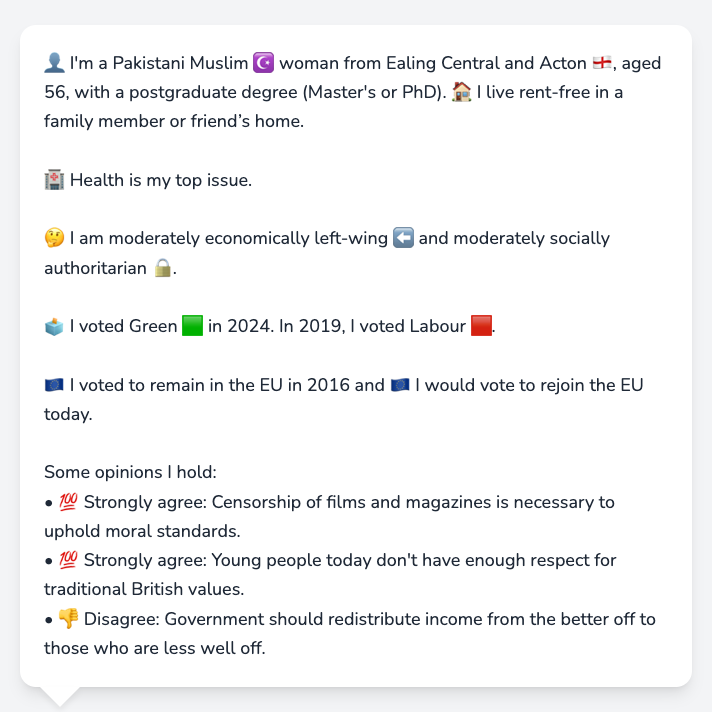 👤 I'm a Pakistani Muslim ☪️ woman from Ealing Central and Acton 🏴󠁧󠁢󠁥󠁮󠁧󠁿, aged
56, with a postgraduate degree (Master's or PhD). 🏠 I live rent-free in a
family member or friend’s home.
🏥 Health is my top issue.
🤔 I am moderately economically left-wing ⬅️ and moderately socially
authoritarian 🔒.
🗳️ I voted Green 🟩 in 2024. In 2019, I voted Labour 🟥.
🇪🇺 I voted to remain in the EU in 2016 and 🇪🇺 I would vote to rejoin the EU
today.
Some opinions I hold:
• 💯 Strongly agree: Censorship of films and magazines is necessary to
uphold moral standards.
• 💯 Strongly agree: Young people today don't have enough respect for
traditional British values.
• 👎 Disagree: Government should redistribute income from the better off to
those who are less well off.